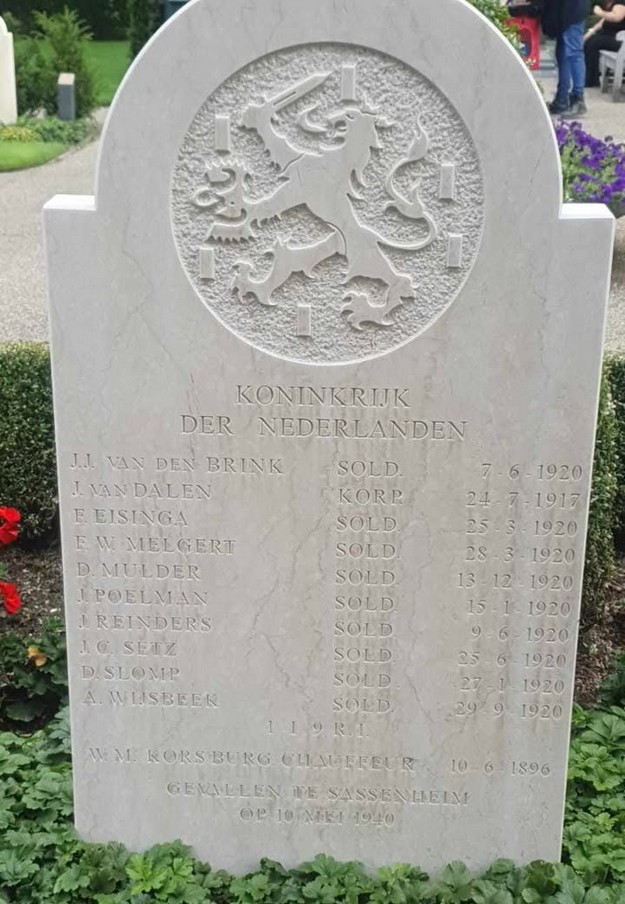 KONINKRIJK
DER NEDERLANDEN
J.J. VAN DEN BRINK SOLD. 7-6-1920
J. VAN DALEN KORP. 24-7-1917
F. EISINGA SOLD. 25-3-1920
F.W. MELGERT SOLD. 28-3-1920
D. MULDER SOLD. 13-12-1920
J. POELMAN SOLD. 15-1-1920
J. REINDERS SOLD. 9-6-1920
J.C. SETZ SOLD. 25-6-1920
D. SLOMP SOLD. 27-1-1920
A. WIJSBEEK SOLD. 29-9-1920
1 1 9 R.I.
W.M. KORSBURG CHAUFFEUR 10-6-1896
GEVALLEN TE SASSENHEIM
OP 10 MEI 1940